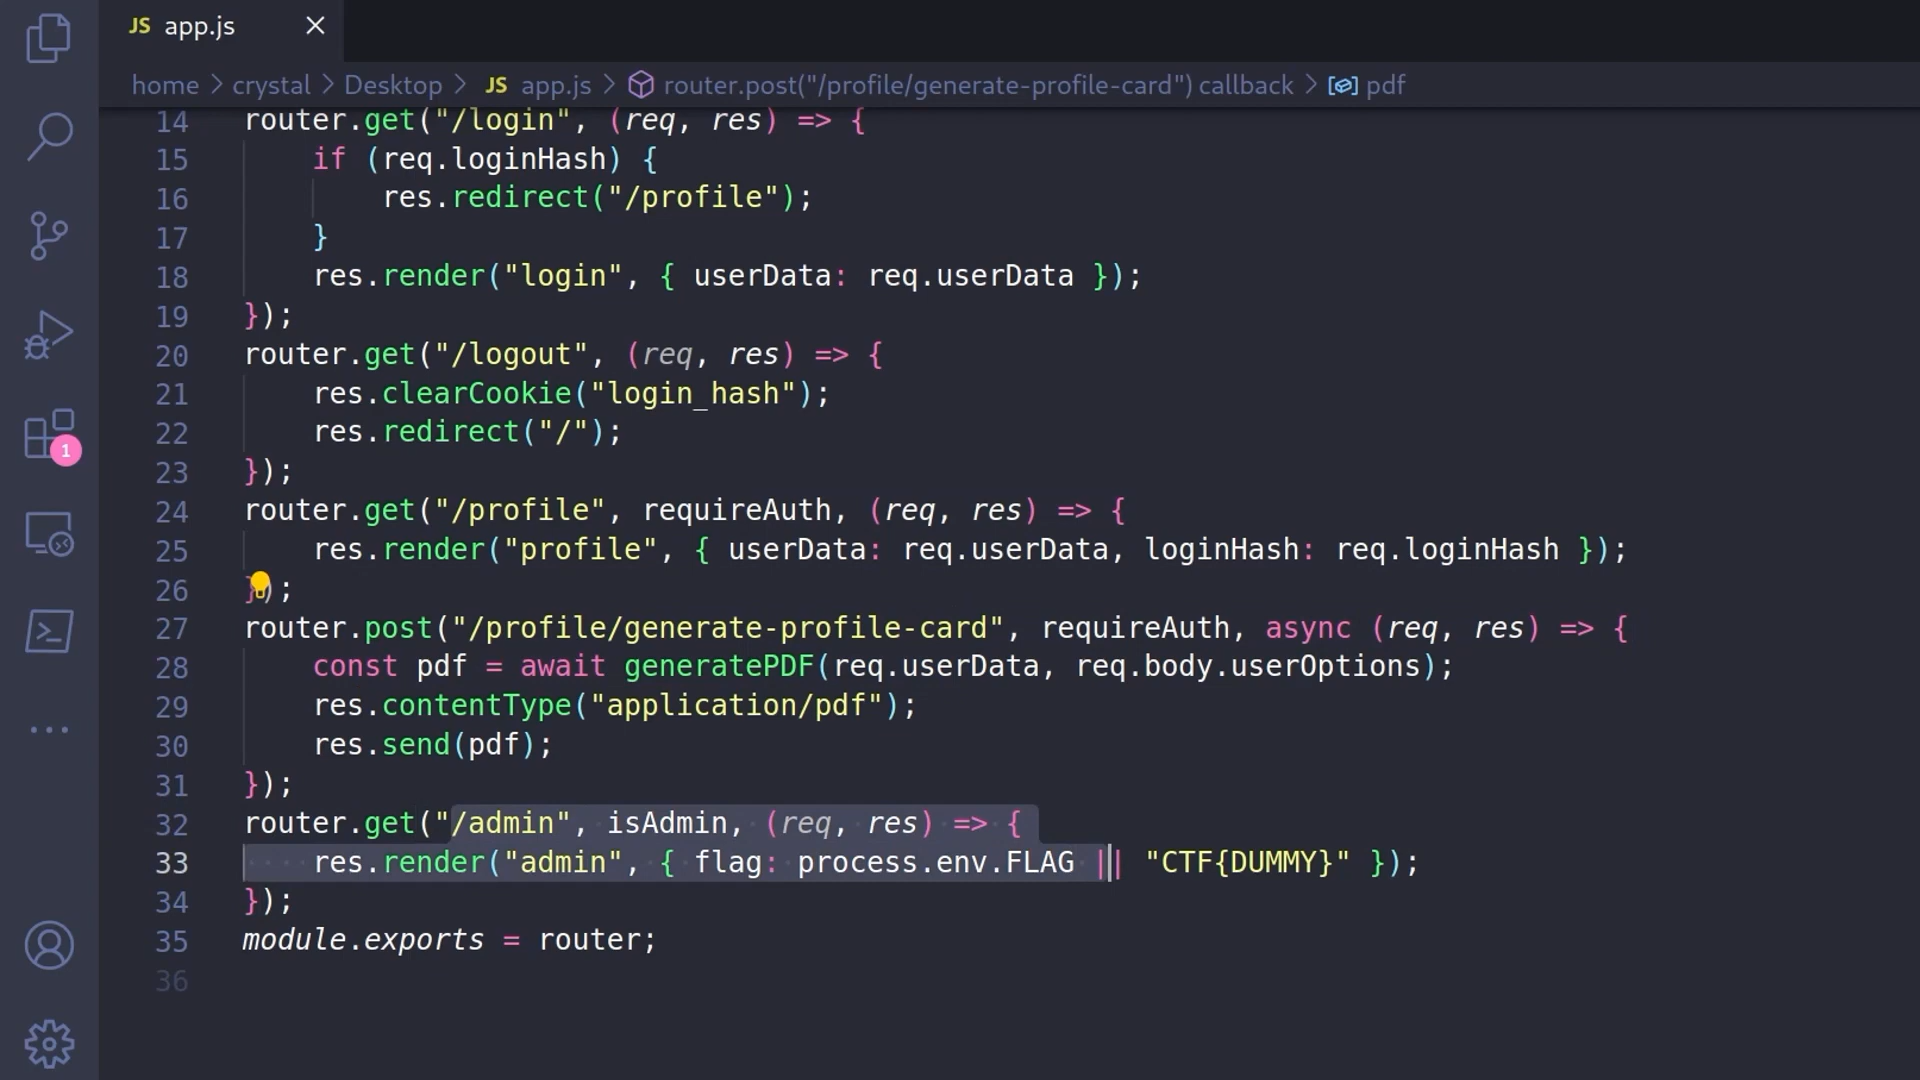 JS app.js
home > crystal > Desktop > JS app.js > router.post("/profile/generate-profile-card") callback > pdf
14 router.get("/login", (req, res) => {
15 if (req.loginHash) {
16 res.redirect("/profile");
17 }
18 res.render("login", { userData: req.userData });
19 });
20 router.get("/logout", (req, res) => {
21 res.clearCookie("login_hash");
22 res.redirect("/");
23 });
24 router.get("/profile", requireAuth, (req, res) => {
25 res.render("profile", { userData: req.userData, loginHash: req.loginHash });
26 });
27 router.post("/profile/generate-profile-card", requireAuth, async (req, res) => {
28 const pdf = await generatePDF(req.userData, req.body.userOptions);
29 res.contentType("application/pdf");
30 res.send(pdf);
31 });
32 router.get("/admin", isAdmin, (req, res) => {
33 res.render("admin", { flag: process.env.FLAG || "CTF{DUMMY}" });
34 });
35 module.exports = router;
36
1